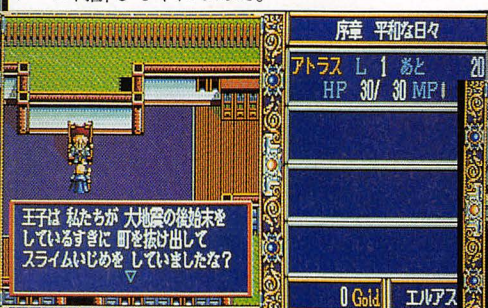 序章 平和な日々
アトラス L 1 あと 20
HP 30/ 30 MP
王子は 私たちが 大地震の後始末を
しているすきに 町を抜け出して
スライムいじめを していましたな?
▽
0 Gold エルアス